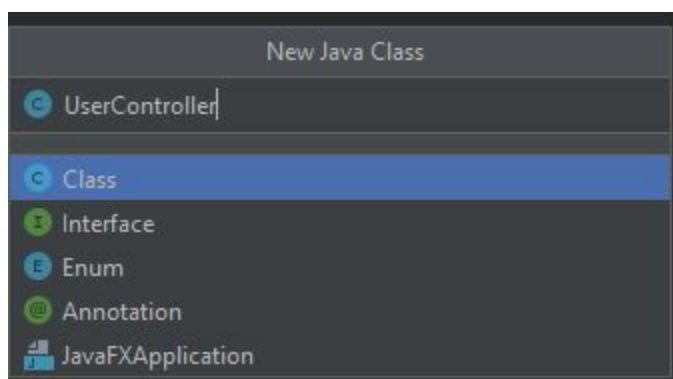 New Java Class
C UserController
C Class
I Interface
E Enum
@ Annotation
J JavaFXApplication